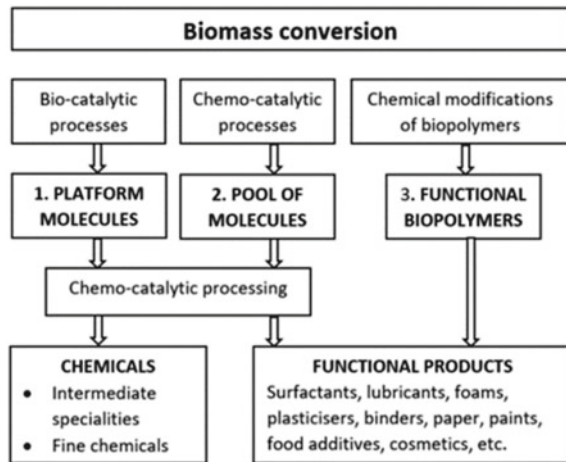 Biomass conversion
Bio-catalytic
processes
Chemo-catalytic
processes
Chemical modifications
of biopolymers
1. PLATFORM
MOLECULES
2. POOL OF
MOLECULES
3. FUNCTIONAL
BIOPOLYMERS
Chemo-catalytic processing
CHEMICALS
• Intermediate
specialities
• Fine chemicals
FUNCTIONAL PRODUCTS
Surfactants, lubricants, foams,
plasticisers, binders, paper, paints,
food additives, cosmetics, etc.